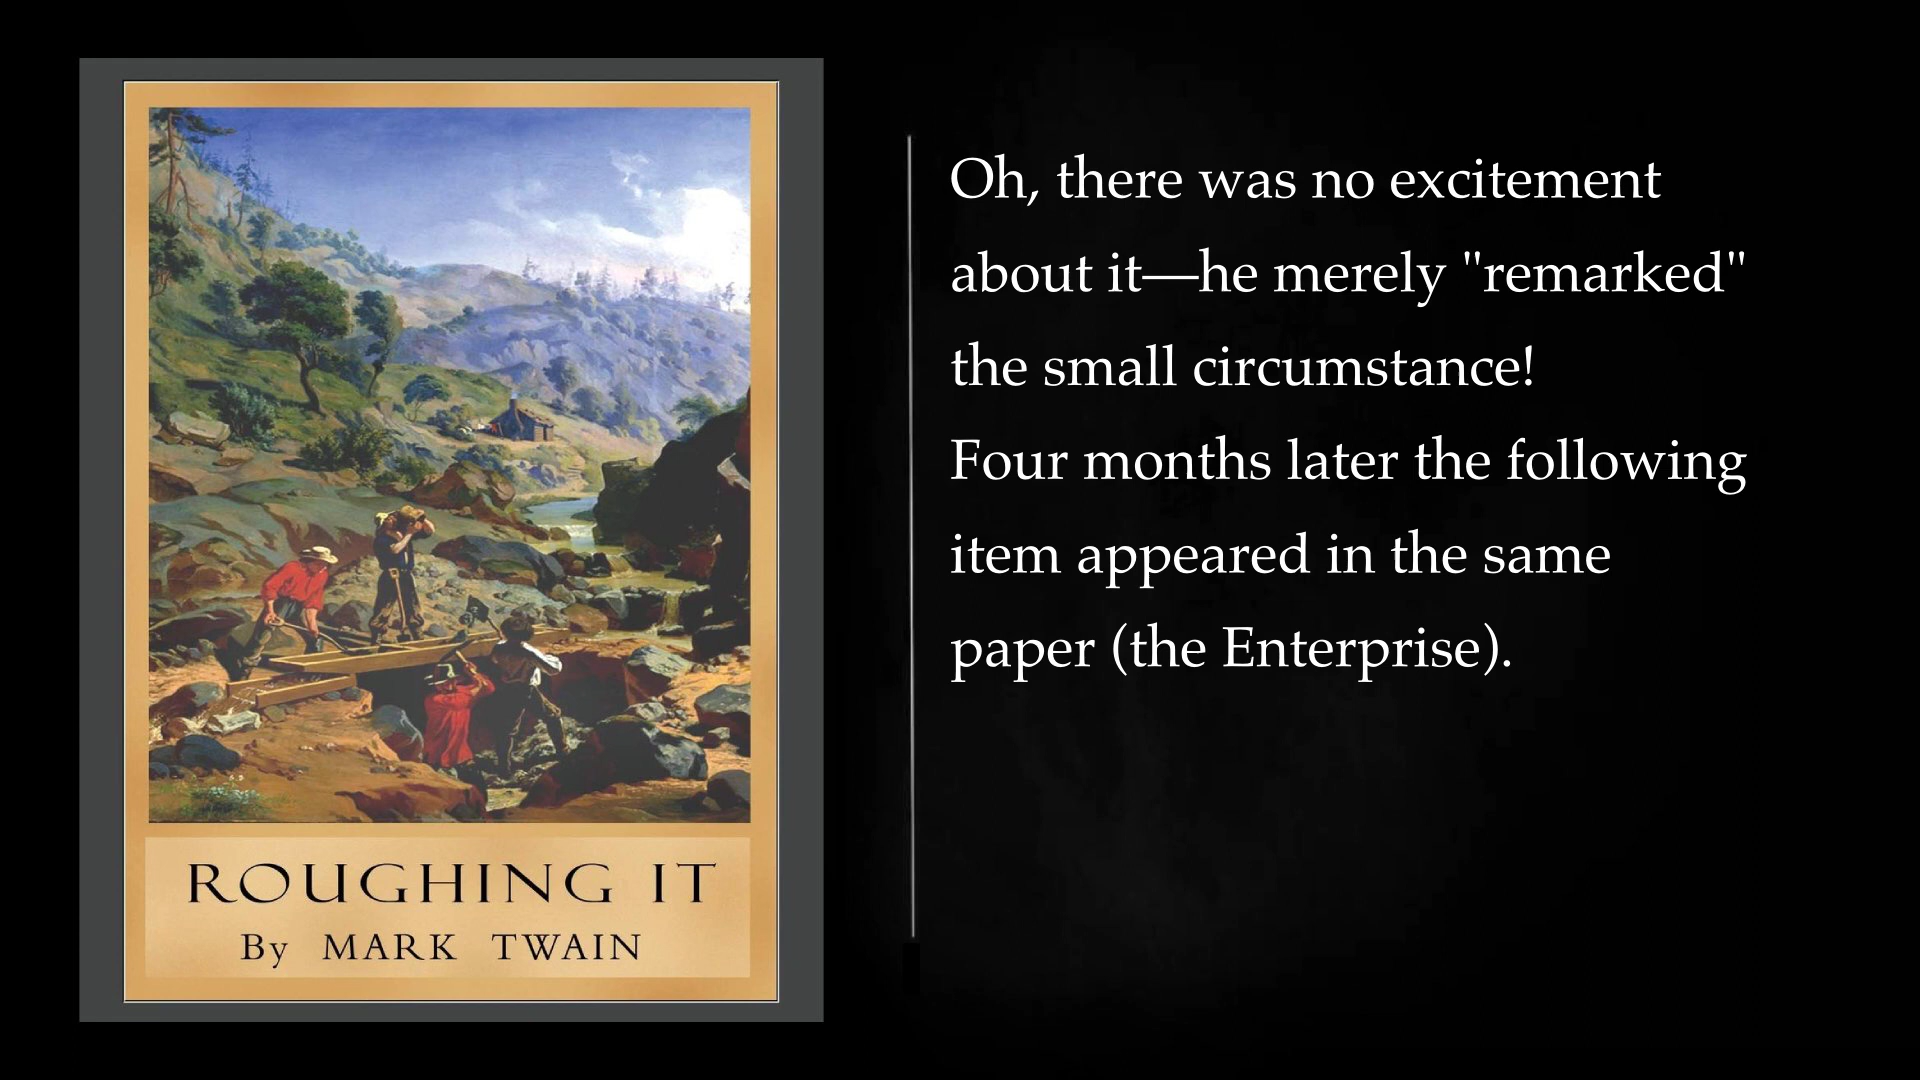 ROUGHING IT
By MARK TWAIN
Oh, there was no excitement
about it—he merely "remarked"
the small circumstance!
Four months later the following
item appeared in the same
paper (the Enterprise).